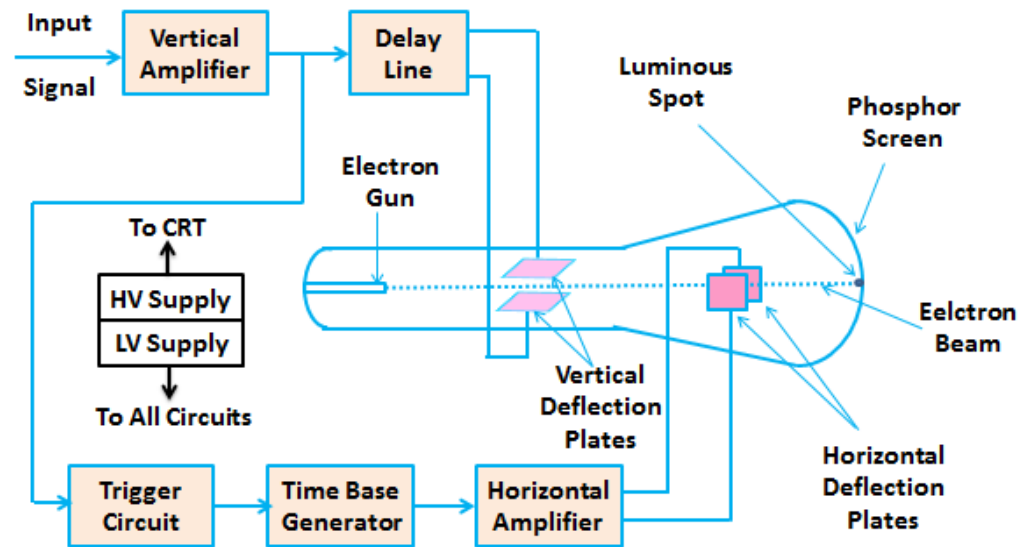 Input
Signal
Vertical
Amplifier
Delay
Line
Luminous
Spot
Phosphor
Screen
Electron
Gun
To CRT
HV Supply
LV Supply
To All Circuits
Vertical
Deflection
Plates
Eelctron
Beam
Horizontal
Deflection
Plates
Trigger
Circuit
Time Base
Generator
Horizontal
Amplifier